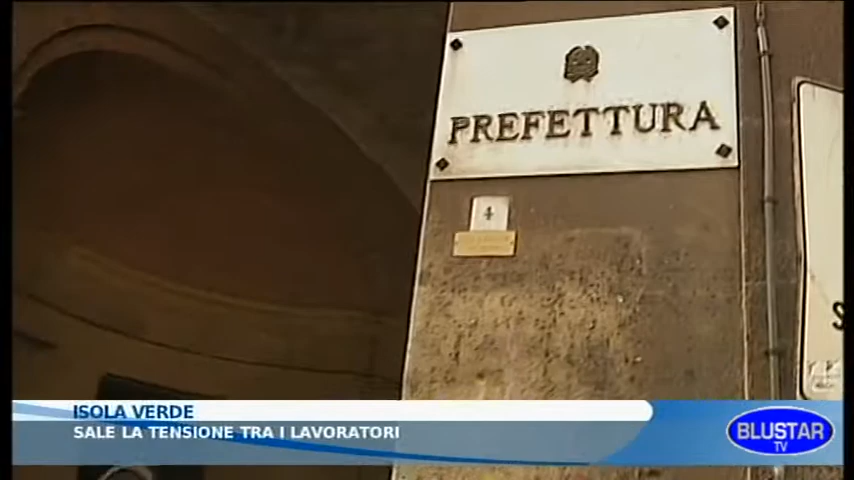 PREFETTURA
4
ISOLA VERDE
SALE LA TENSIONE TRA I LAVORATORI
BLUSTAR
TV